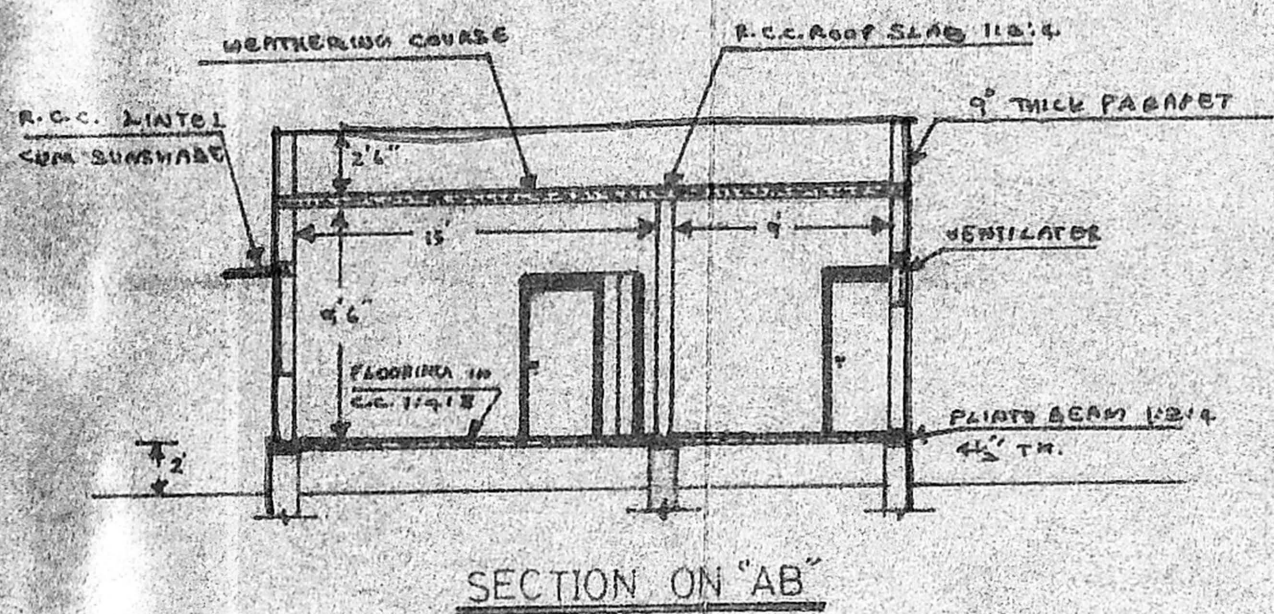 WEATHERING COURSE
R.C.C. ROOF SLAB 1:2:4
9" THICK PARAPET
R.C.C. LINTEL
CUM SUNSHADE
2'6"
15'
9'
VENTILATER
9'6"
FLOORING IN
C.C. 1:4:8
PLINTH BEAM 1:2:4
4½" TH.
2'
SECTION ON "AB"